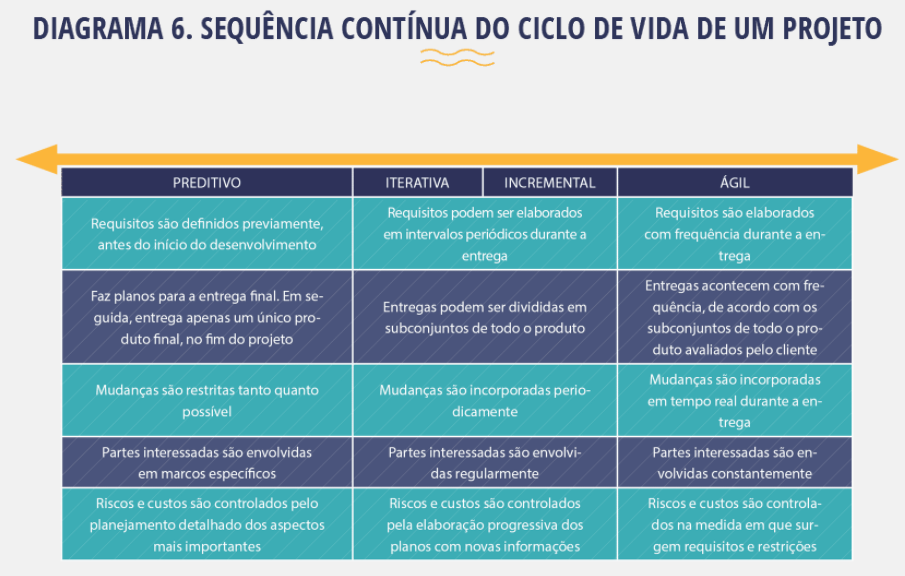 DIAGRAMA 6. SEQUÊNCIA CONTÍNUA DO CICLO DE VIDA DE UM PROJETO
PREDITIVO
ITERATIVA
INCREMENTAL
ÁGIL
Requisitos são definidos previamente,
antes do início do desenvolvimento
Requisitos podem ser elaborados
em intervalos periódicos durante a
entrega
Requisitos são elaborados
com frequência durante a en-
trega
Faz planos para a entrega final. Em se-
guida, entrega apenas um único pro-
duto final, no fim do projeto
Entregas podem ser divididas em
subconjuntos de todo o produto
Entregas acontecem com fre-
quência, de acordo com os
subconjuntos de todo o pro-
duto avaliados pelo cliente
Mudanças são restritas tanto quanto
possível
Mudanças são incorporadas perio-
dicamente
Mudanças são incorporadas
em tempo real durante a en-
trega
Partes interessadas são envolvidas
em marcos específicos
Partes interessadas são envolvi-
das regularmente
Partes interessadas são en-
volvidas constantemente
Riscos e custos são controlados pelo
planejamento detalhado dos aspectos
mais importantes
Riscos e custos são controlados
pela elaboração progressiva dos
planos com novas informações
Riscos e custos são controla-
dos na medida em que sur-
gem requisitos e restrições